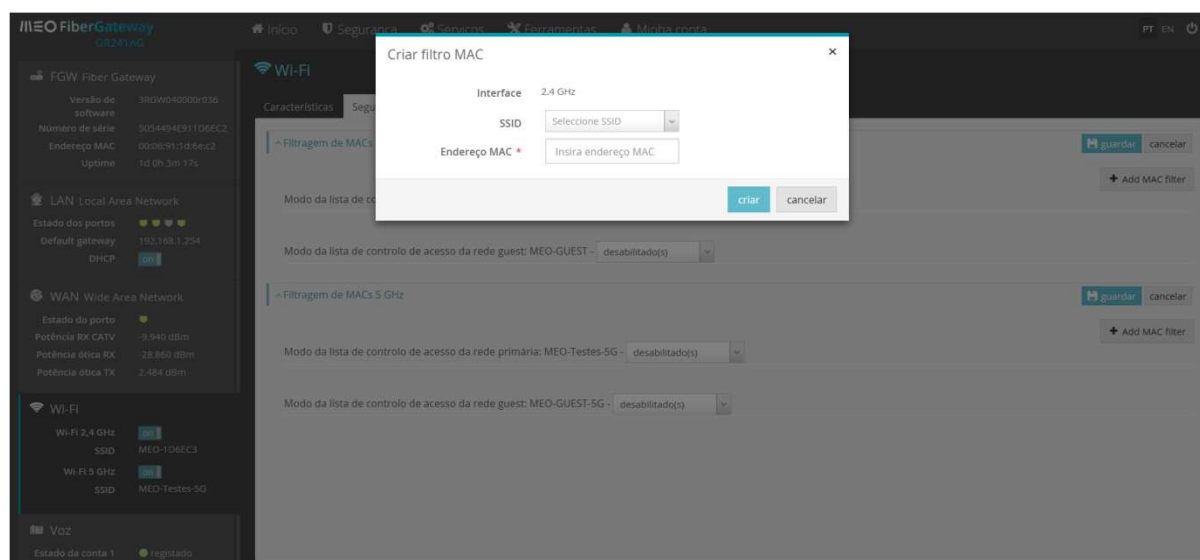 MEO FiberGateway
GR241AG
Início Segurança Serviços Ferramentas Minha conta
PT EN
FGW Fiber Gateway
Versão do software 3RGW040000r036
Número de série 5054494E911D6EC2
Endereço MAC 00:06:91:1d:6e:c2
Uptime 1d 0h 3m 17s
LAN Local Area Network
Estado dos portos
Default gateway 192.168.1.254
DHCP on
WAN Wide Area Network
Estado do porto
Potência RX CATV -9.940 dBm
Potência ótica RX -28.860 dBm
Potência ótica TX 2.484 dBm
Wi-Fi
Wi-Fi 2,4 GHz on
SSID MEO-1D6EC3
Wi-Fi 5 GHz on
SSID MEO-Testes-5G
Voz
Estado da conta 1 registado
Wi-Fi
Características Segu
Filtragem de MACs
guardar cancelar
+ Add MAC filter
Modo da lista de co
Modo da lista de controlo de acesso da rede guest: MEO-GUEST - desabilitado(s)
Filtragem de MACs 5 GHz
guardar cancelar
+ Add MAC filter
Modo da lista de controlo de acesso da rede primária: MEO-Testes-5G - desabilitado(s)
Modo da lista de controlo de acesso da rede guest: MEO-GUEST-5G - desabilitado(s)
Criar filtro MAC ×
Interface 2.4 GHz
SSID Seleccione SSID
Endereço MAC * Insira endereço MAC
criar cancelar